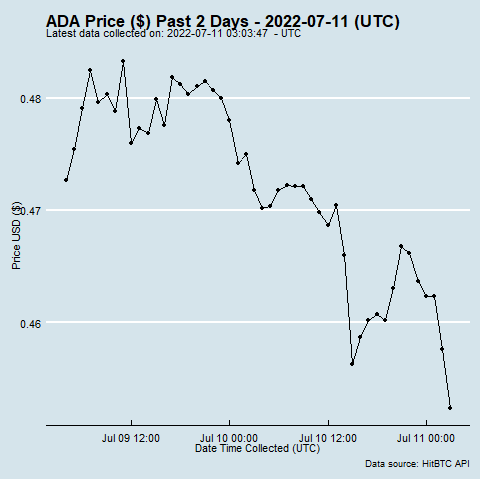 ADA Price ($) Past 2 Days - 2022-07-11 (UTC)
Latest data collected on: 2022-07-11 03:03:47 - UTC
0.48
0.47
0.46
Price USD ($)
Jul 09 12:00
Jul 10 00:00
Jul 10 12:00
Jul 11 00:00
Date Time Collected (UTC)
Data source: HitBTC API